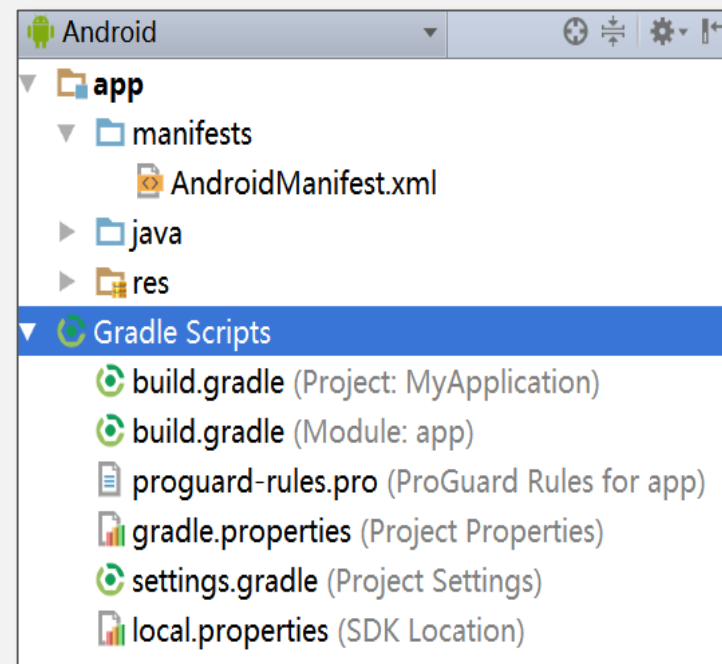 Android
app
manifests
AndroidManifest.xml
java
res
Gradle Scripts
build.gradle (Project: MyApplication)
build.gradle (Module: app)
proguard-rules.pro (ProGuard Rules for app)
gradle.properties (Project Properties)
settings.gradle (Project Settings)
local.properties (SDK Location)